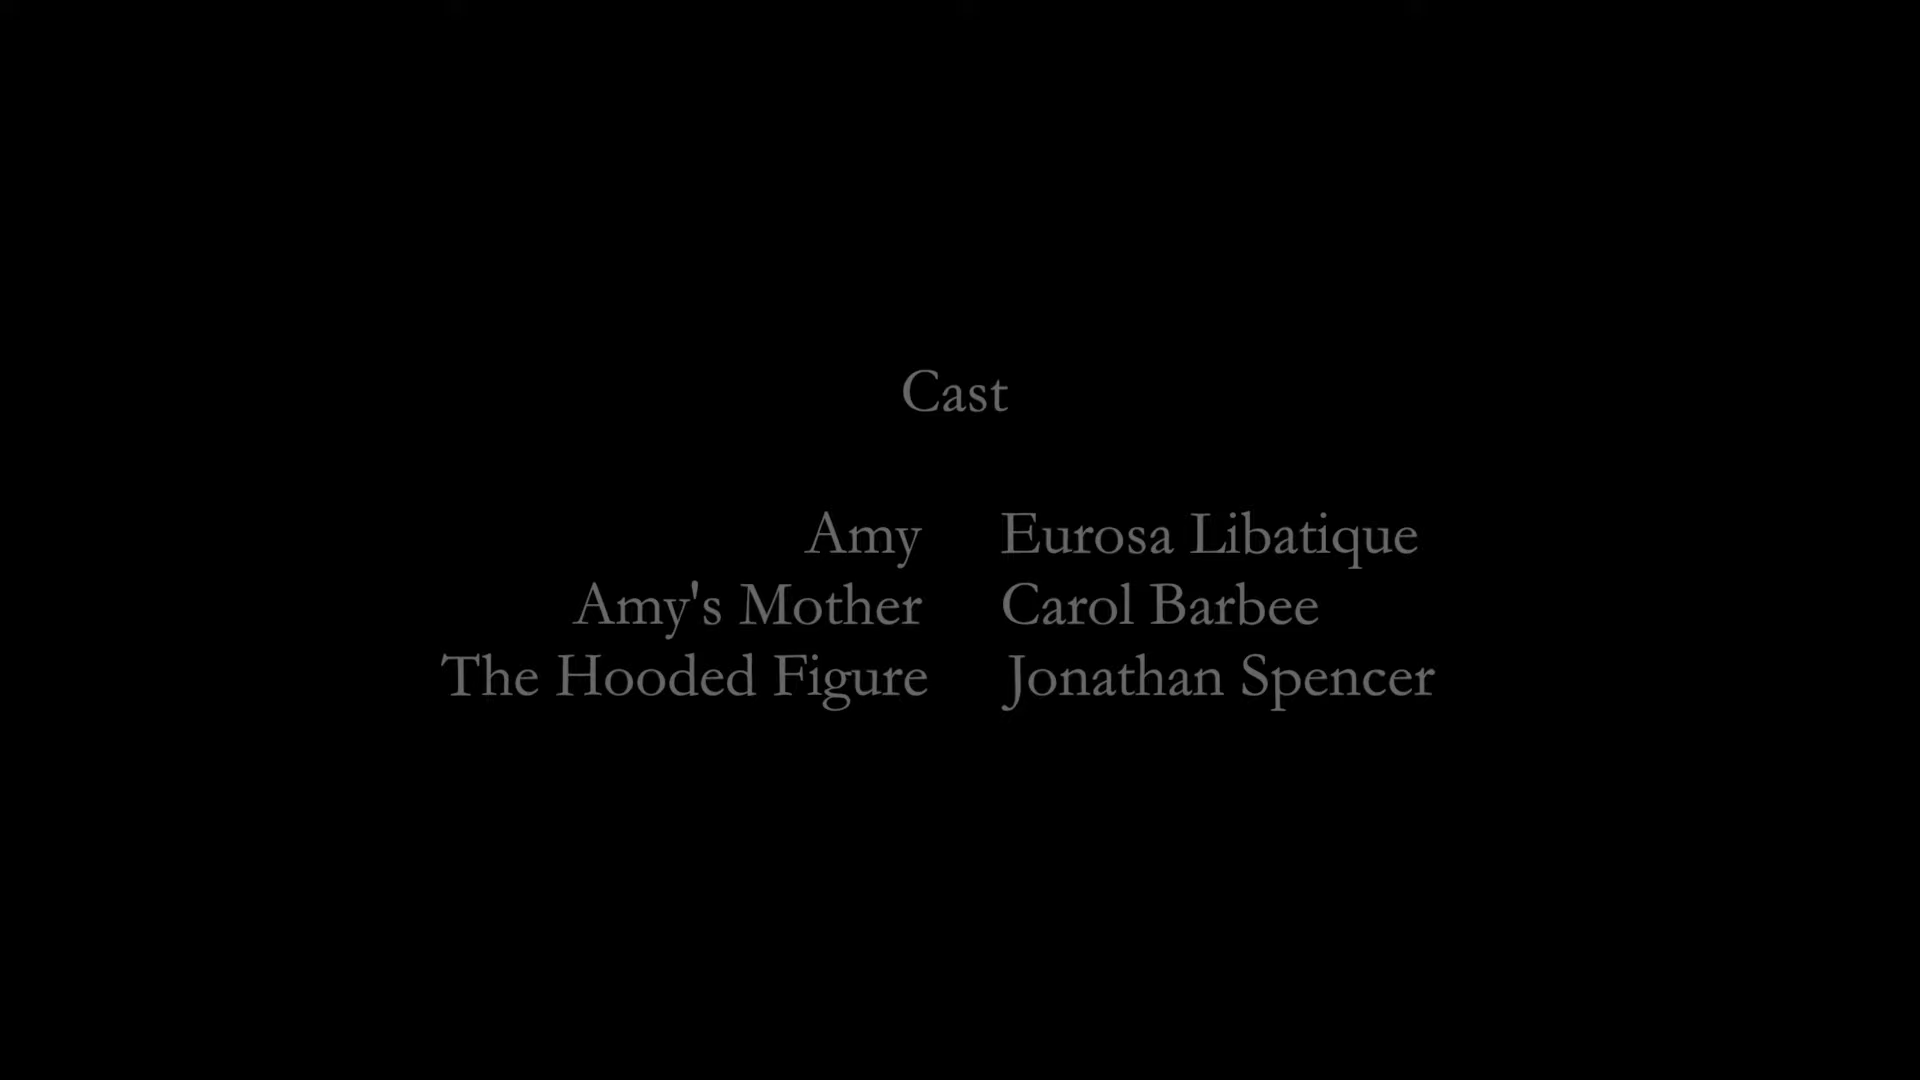 Cast
Amy Eurosa Libatique
Amy's Mother Carol Barbee
The Hooded Figure Jonathan Spencer